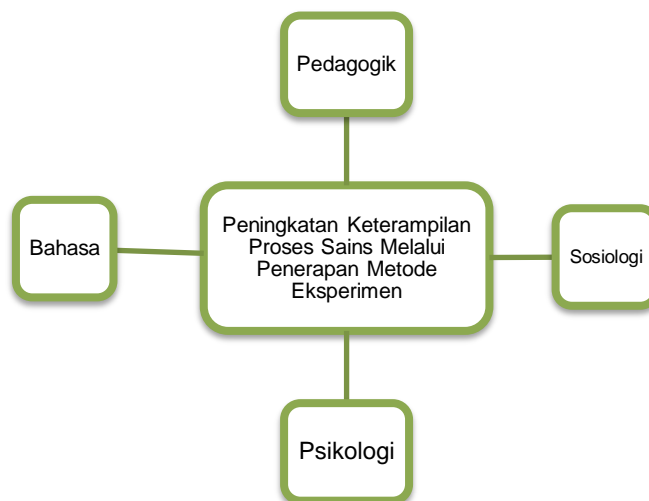 Pedagogik
Bahasa
Peningkatan Keterampilan
Proses Sains Melalui
Penerapan Metode
Eksperimen
Sosiologi
Psikologi